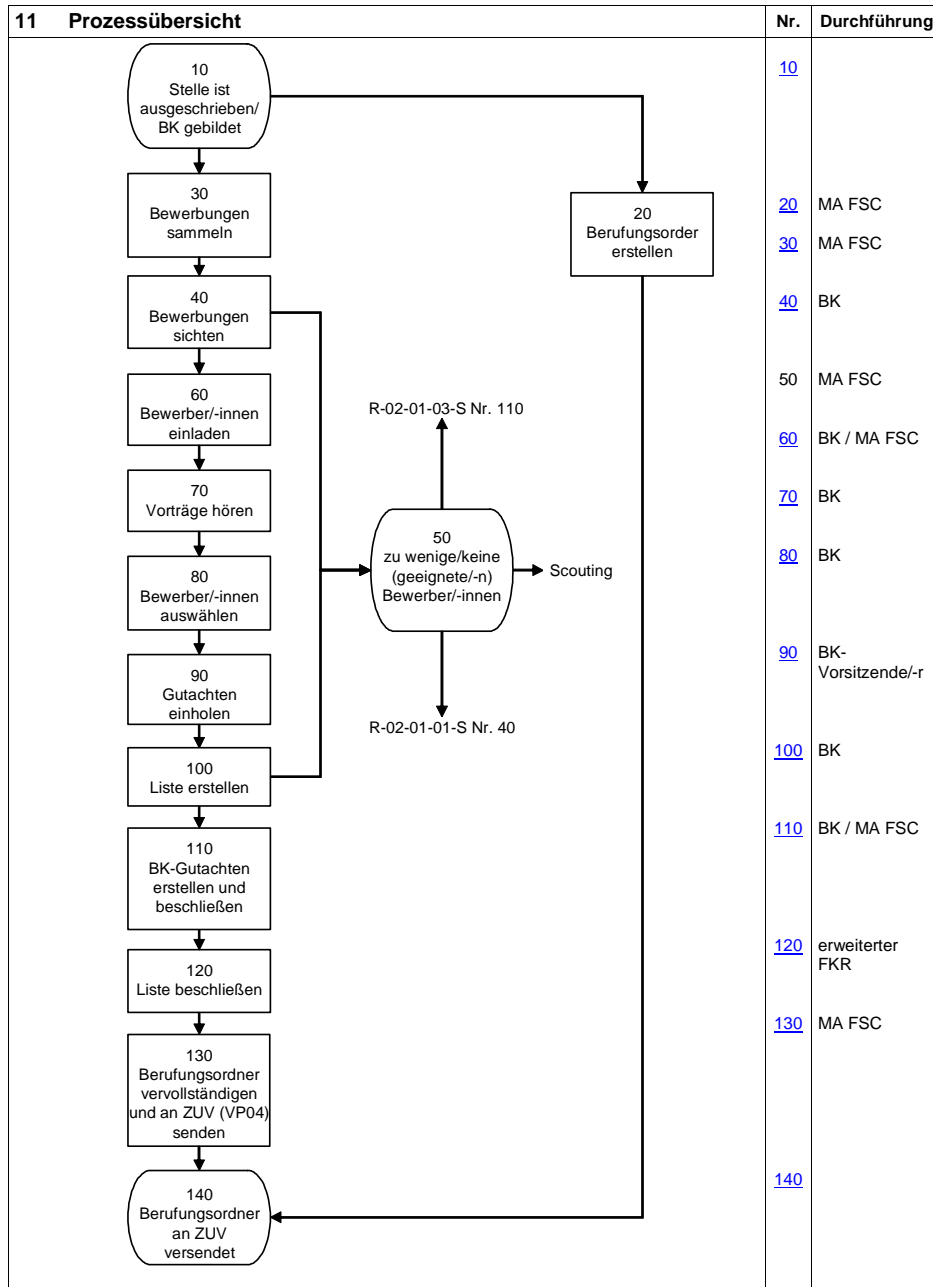 11 Prozessübersicht Nr. Durchführung
10
Stelle ist
ausgeschrieben/
BK gebildet
10
30
Bewerbungen
sammeln
20
Berufungsorder
erstellen
20 MA FSC
30 MA FSC
40
Bewerbungen
sichten
40 BK
60
Bewerber/-innen
einladen
R-02-01-03-S Nr. 110
50 MA FSC
60 BK / MA FSC
70
Vorträge hören
70 BK
50
zu wenige/keine
(geeignete/-n)
Bewerber/-innen
Scouting
80
Bewerber/-innen
auswählen
80 BK
90
Gutachten
einholen
R-02-01-01-S Nr. 40
90 BK-
Vorsitzende/-r
100
Liste erstellen
100 BK
110
BK-Gutachten
erstellen und
beschließen
110 BK / MA FSC
120
Liste beschließen
120 erweiterter
FKR
130
Berufungsordner
vervollständigen
und an ZUV (VP04)
senden
130 MA FSC
140
Berufungsordner
an ZUV
versendet
140